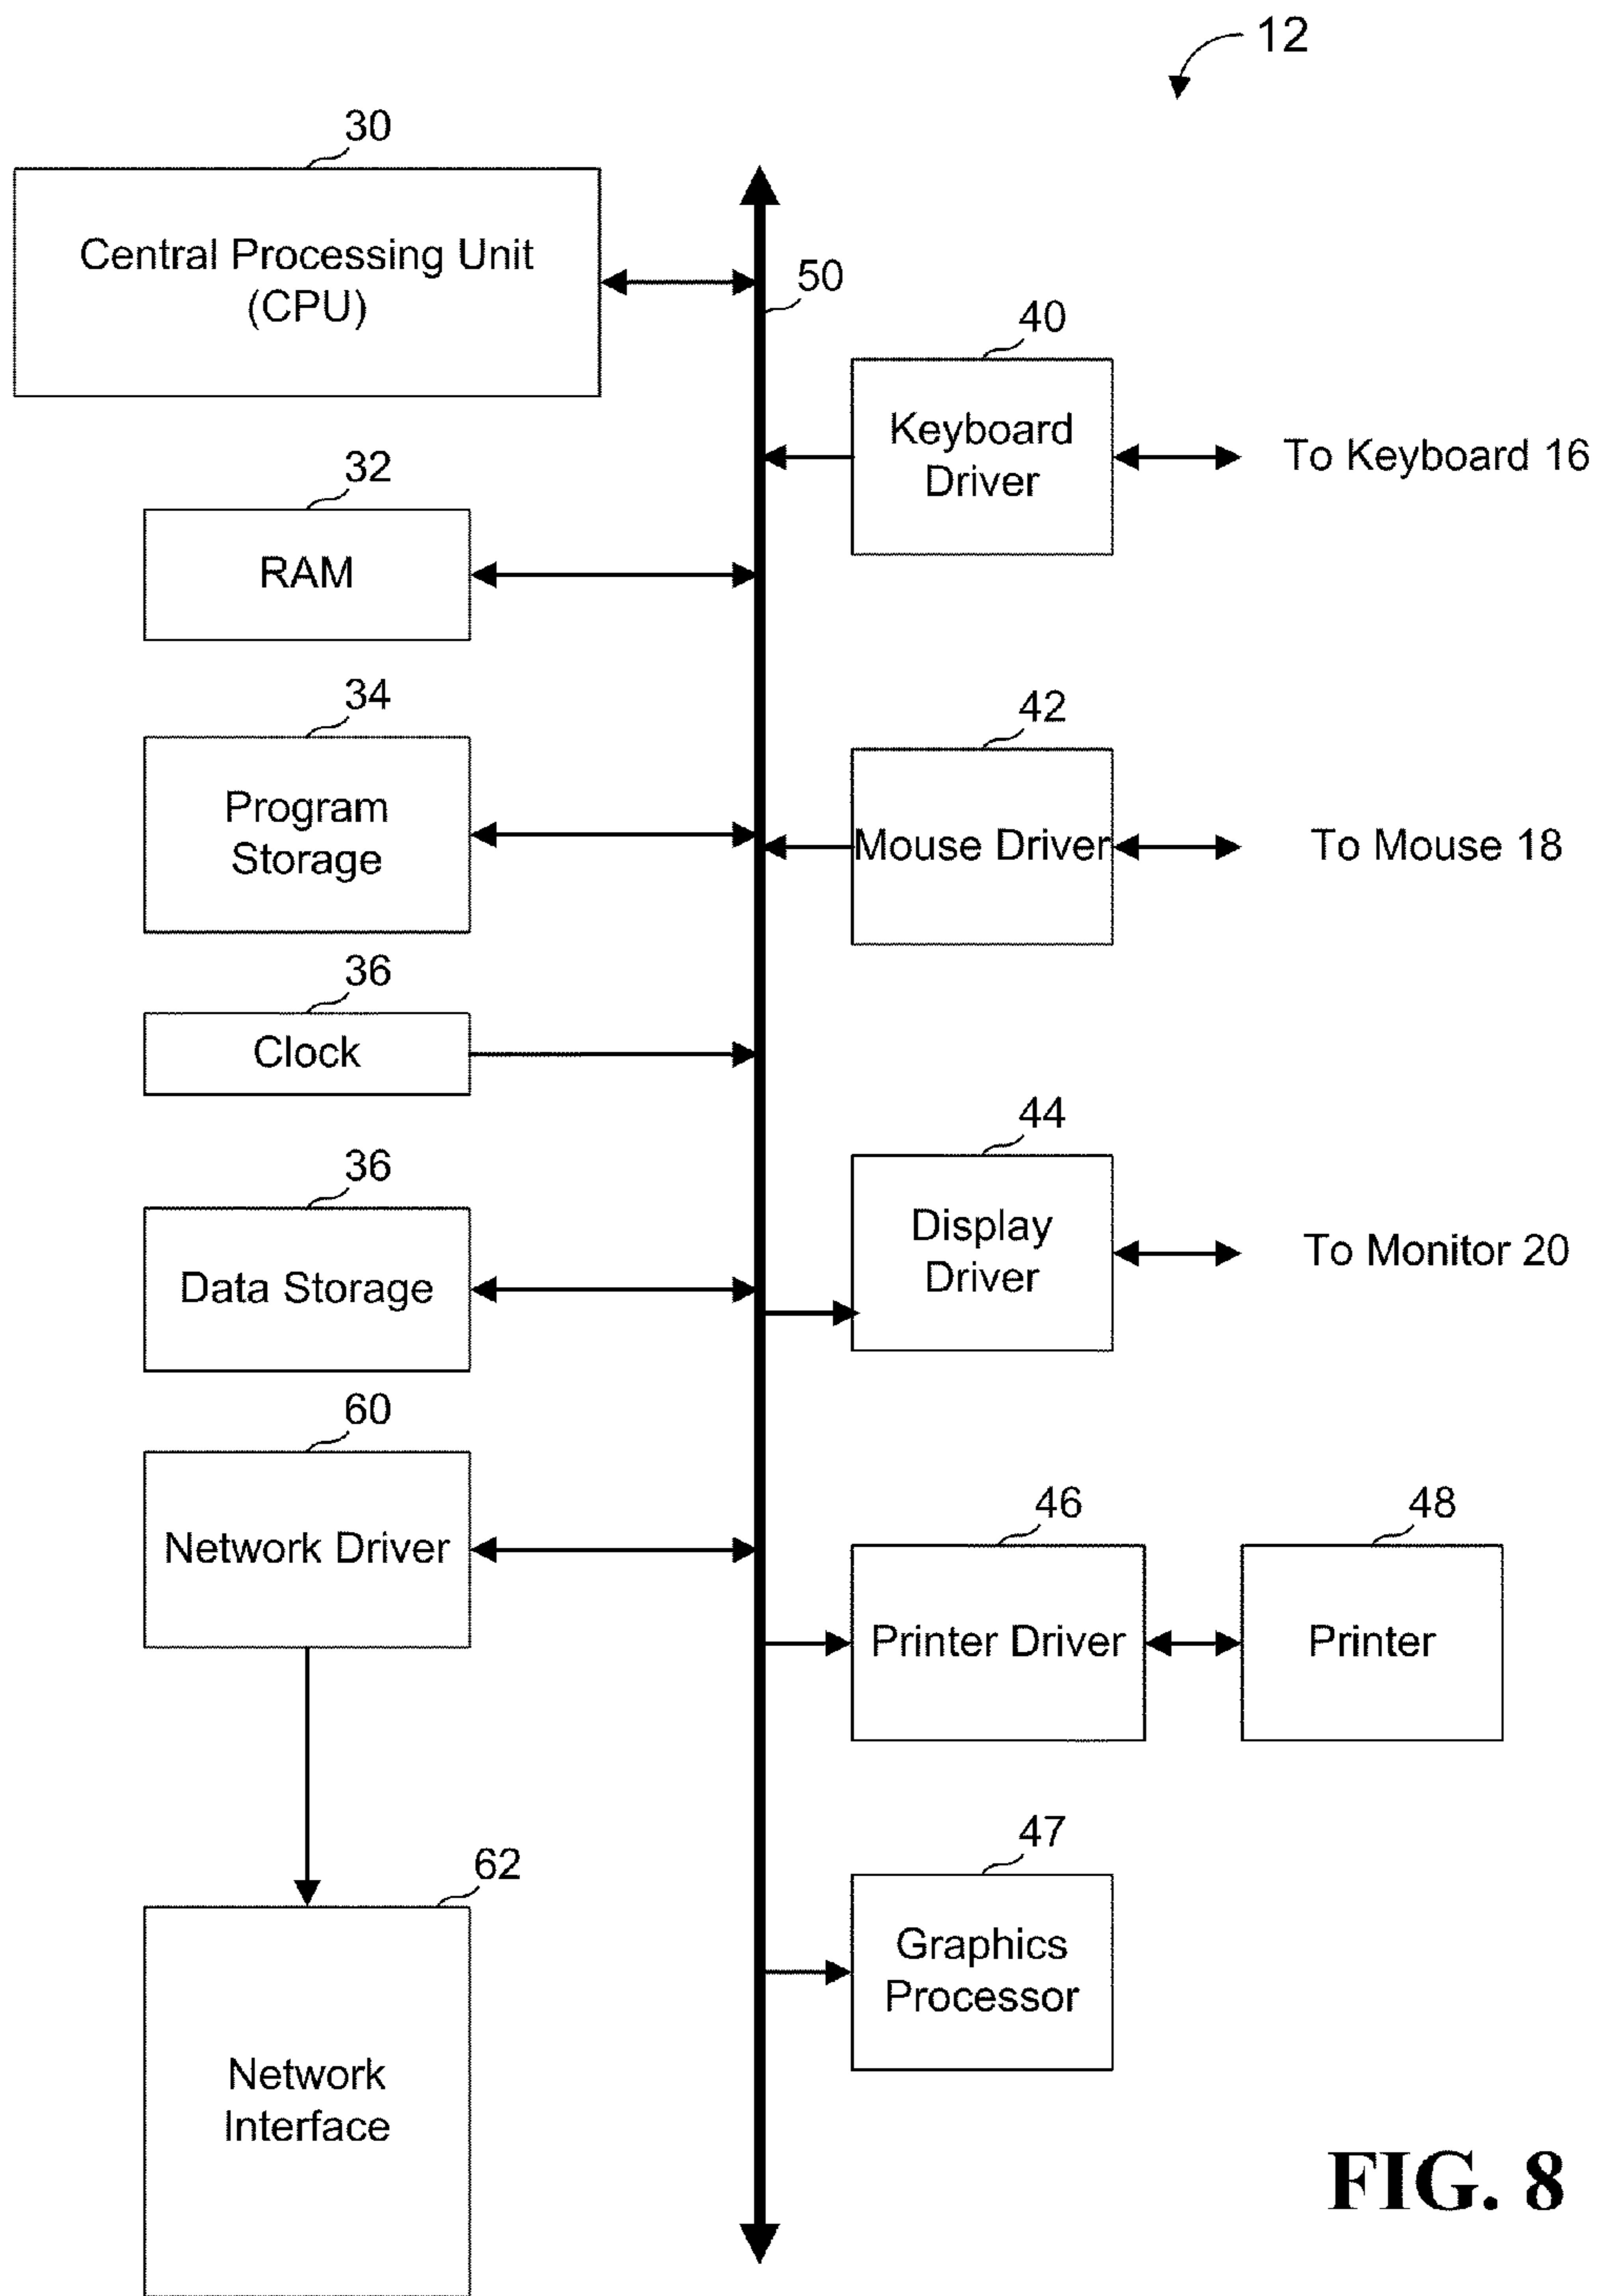 12
30
Central Processing Unit
(CPU)
50
40
Keyboard
Driver
To Keyboard 16
32
RAM
34
Program
Storage
42
Mouse Driver
To Mouse 18
36
Clock
44
Display
Driver
To Monitor 20
36
Data Storage
60
Network Driver
46
Printer Driver
48
Printer
47
Graphics
Processor
62
Network
Interface
FIG. 8